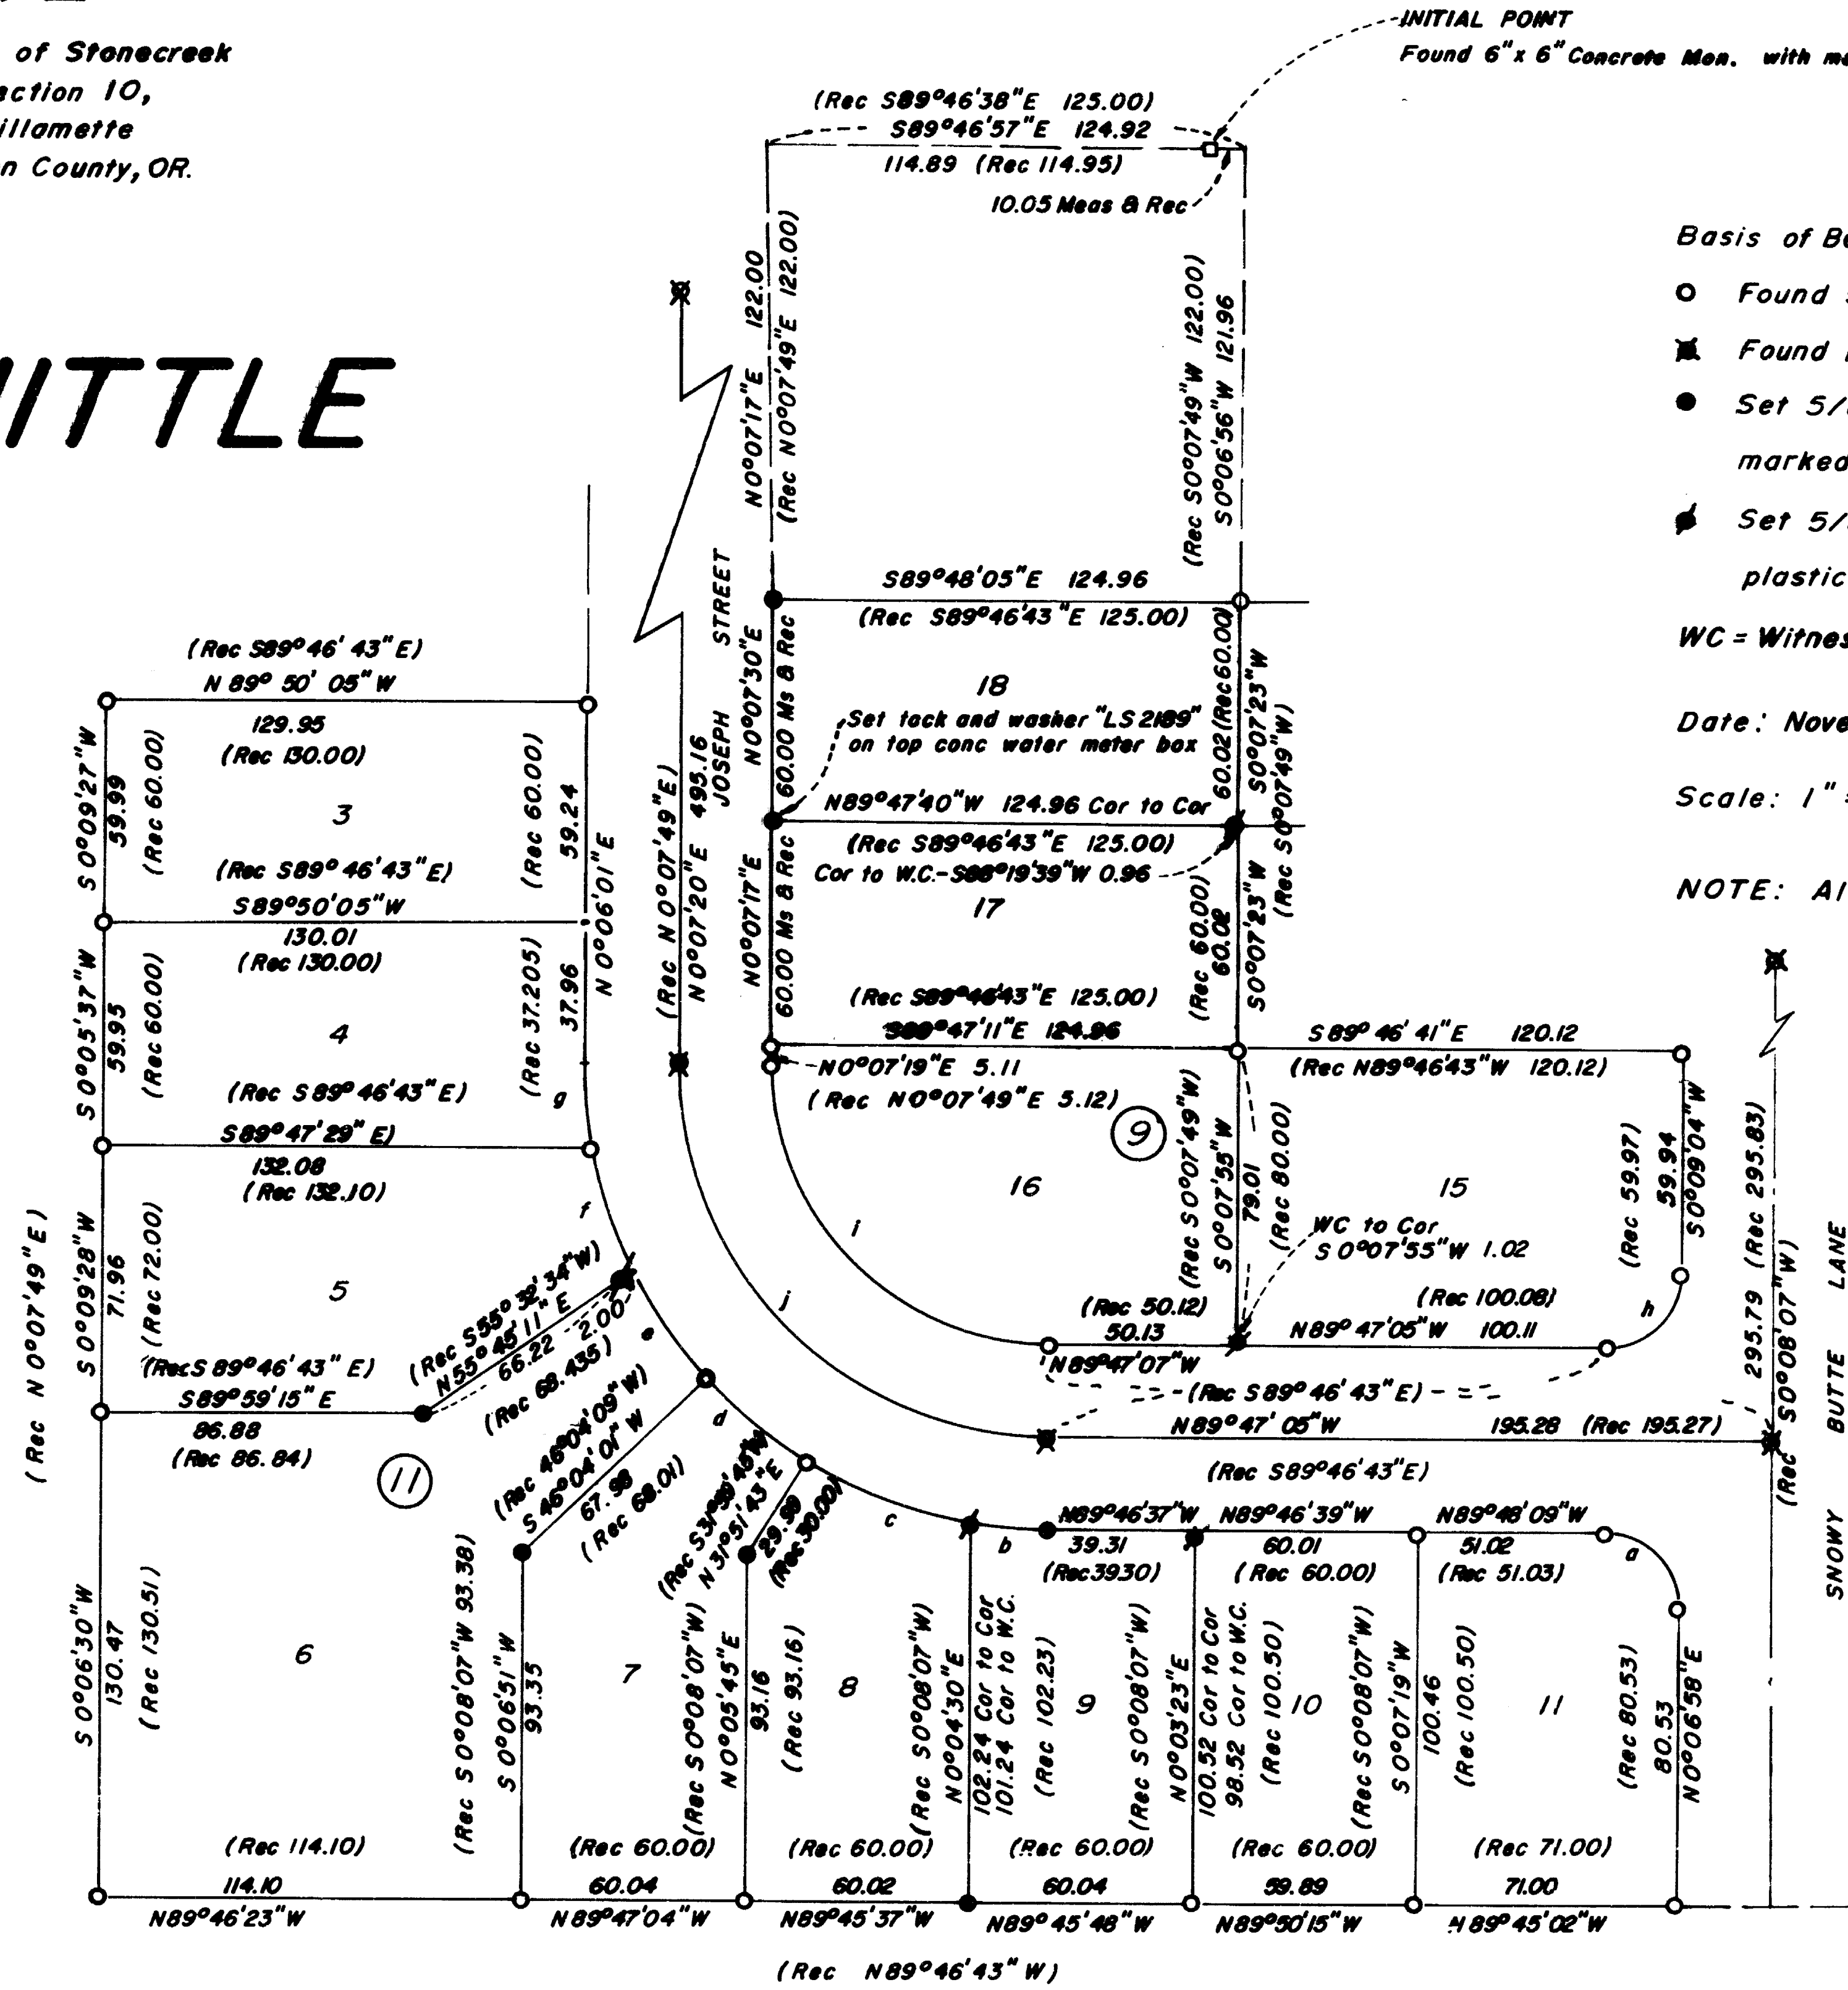 of Stonecreek
ection 10,
illamette
n County, OR.
ITTLE
INITIAL POINT
Found 6"x 6" Concrete Mon. with me
(Rec S89°46'38"E 125.00)
S89°46'57"E 124.92
114.89 (Rec 114.95)
10.05 Meas & Rec
N0°07'17"E 122.00
(Rec N0°07'49"E 122.00)
(Rec S0°07'49"W 122.00)
S0°06'56"W 121.96
Basis of Be
Found
Found
Set 5/
marked
Set 5/
plastic
WC = Witnes
Date: Nove
Scale: 1"=
NOTE: Al
S89°48'05"E 124.96
(Rec S89°46'43"E 125.00)
18
Set tack and washer "LS 2189"
on top conc water meter box
JOSEPH STREET
N0°07'30"E
60.00 Ms & Rec
60.02 (Rec 60.00)
S0°07'23"W
(Rec S0°07'49"W)
N89°47'40"W 124.96 Cor to Cor
(Rec S89°46'43"E 125.00)
Cor to W.C.-S88°19'39"W 0.96
17
N0°07'17"E
60.00 Ms & Rec
(Rec 60.00)
60.02
S0°07'23"W
(Rec N0°07'49"E)
N0°07'20"E 495.16
(Rec S89°46'43"E 125.00)
S89°47'11"E 124.96
N0°07'19"E 5.11
(Rec N0°07'49"E 5.12)
9
16
i
j
(Rec S0°07'49"W)
S0°07'55"W
79.01
(Rec 80.00)
S89°46'41"E 120.12
(Rec N89°46'43"W 120.12)
15
(Rec 59.97)
59.94
S0°09'04"W
WC to Cor
S0°07'55"W 1.02
(Rec 50.12)
50.13
N89°47'07"W
(Rec 100.08)
N89°47'05"W 100.11
h
(Rec S89°46'43"E)
N89°47'05"W 195.28 (Rec 195.27)
(Rec S89°46'43"E)
295.79 (Rec 295.83)
(Rec S0°08'07"W)
SNOWY BUTTE LANE
(Rec S89°46'43"E)
N89°50'05"W
129.95
(Rec 130.00)
S0°09'27"W
59.99
(Rec 60.00)
3
(Rec 60.00)
59.24
N0°06'01"E
(Rec S89°46'43"E)
S89°50'05"W
130.01
(Rec 130.00)
S0°05'37"W
59.95
(Rec 60.00)
4
(Rec 37.205)
37.96
g
(Rec S89°46'43"E)
S89°47'29"E)
132.08
(Rec 132.10)
(Rec N0°07'49"E)
S0°09'28"W
71.96
(Rec 72.00)
5
f
(Rec S55°32'34"W)
N55°45'11"E
66.22 2.00
(Rec 68.435)
e
(Rec S89°46'43"E)
S89°59'15"E
86.88
(Rec 86.84)
11
(Rec 46°04'09"W)
S46°04'01"W
67.98
(Rec 68.01)
d
N31°51'43"E
29.99
(Rec 30.00)
c
b
N89°46'37"W
39.31
(Rec 39.30)
N89°46'39"W
60.01
(Rec 60.00)
N89°48'09"W
51.02
(Rec 51.03)
a
S0°06'30"W
130.47
(Rec 130.51)
6
(Rec S0°08'07"W 93.38)
S0°06'51"W
93.35
7
(Rec S0°08'07"W)
N0°05'45"E
93.16
(Rec 93.16)
8
(Rec S0°08'07"W)
N0°04'30"E
102.24 Cor to Cor
101.24 Cor to W.C.
(Rec 102.23)
9
(Rec S0°08'07"W)
N0°03'23"E
100.52 Cor to Cor
98.52 Cor to W.C.
(Rec 100.50)
10
(Rec S0°08'07"W)
S0°07'19"W
100.46
(Rec 100.50)
11
(Rec 80.53)
80.53
N0°06'58"E
(Rec 114.10)
114.10
N89°46'23"W
(Rec 60.00)
60.04
N89°47'04"W
(Rec 60.00)
60.02
N89°45'37"W
(Rec 60.00)
60.04
N89°45'48"W
(Rec 60.00)
59.89
N89°50'15"W
(Rec 71.00)
71.00
N89°45'02"W
(Rec N89°46'43"W)